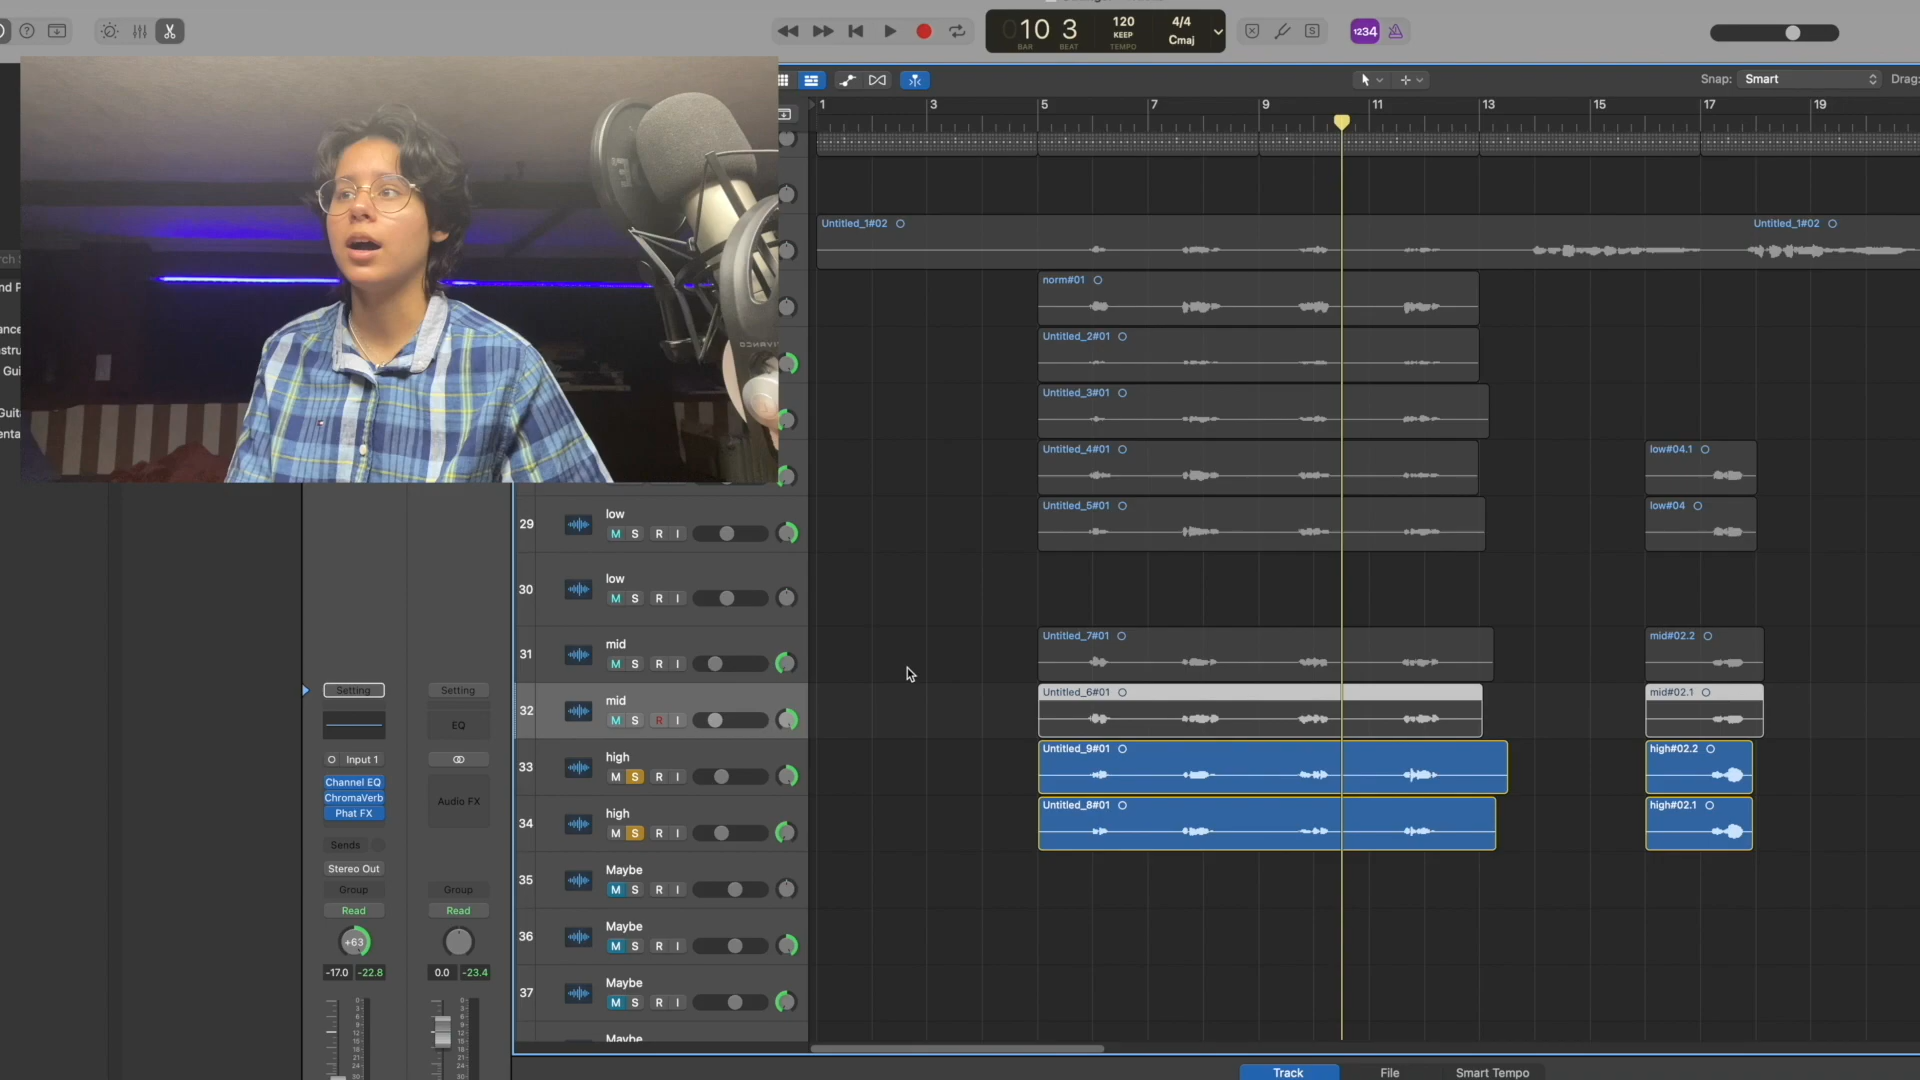 10 3
BAR BEAT
120
KEEP
TEMPO
4/4
Cmaj
S
1234
Snap: Smart
Drag:
1 3 5 7 9 11 13 15 17 19
Untitled_1#02
Untitled_1#02
norm#01
Untitled_2#01
Untitled_3#01
Untitled_4#01
low#04.1
Untitled_5#01
low#04
29 low
M S R I
30 low
M S R I
31 mid
M S R I
Untitled_7#01
mid#02.2
32 mid
M S R I
Untitled_6#01
mid#02.1
33 high
M S R I
Untitled_9#01
high#02.2
34 high
M S R I
Untitled_8#01
high#02.1
35 Maybe
M S R I
36 Maybe
M S R I
37 Maybe
M S R I
Maybe
Setting
Setting
EQ
Input 1
Channel EQ
ChromaVerb
Phat FX
Audio FX
Sends
Stereo Out
Group
Group
Read
Read
+63
-17.0 -22.8
0.0 -23.4
Track
File
Smart Tempo